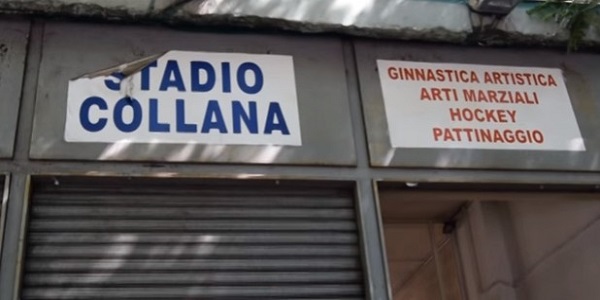 STADIO
COLLANA
GINNASTICA ARTISTICA
ARTI MARZIALI
HOCKEY
PATTINAGGIO